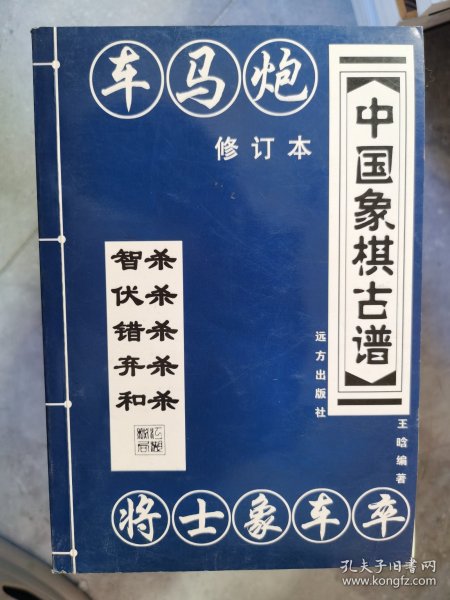 车马炮
修订本
【中国象棋古谱】
智杀
伏杀
错杀
弃杀
和杀
远方出版社
王晗编著
将士象车卒
孔夫子旧书网
www.kongfz.com